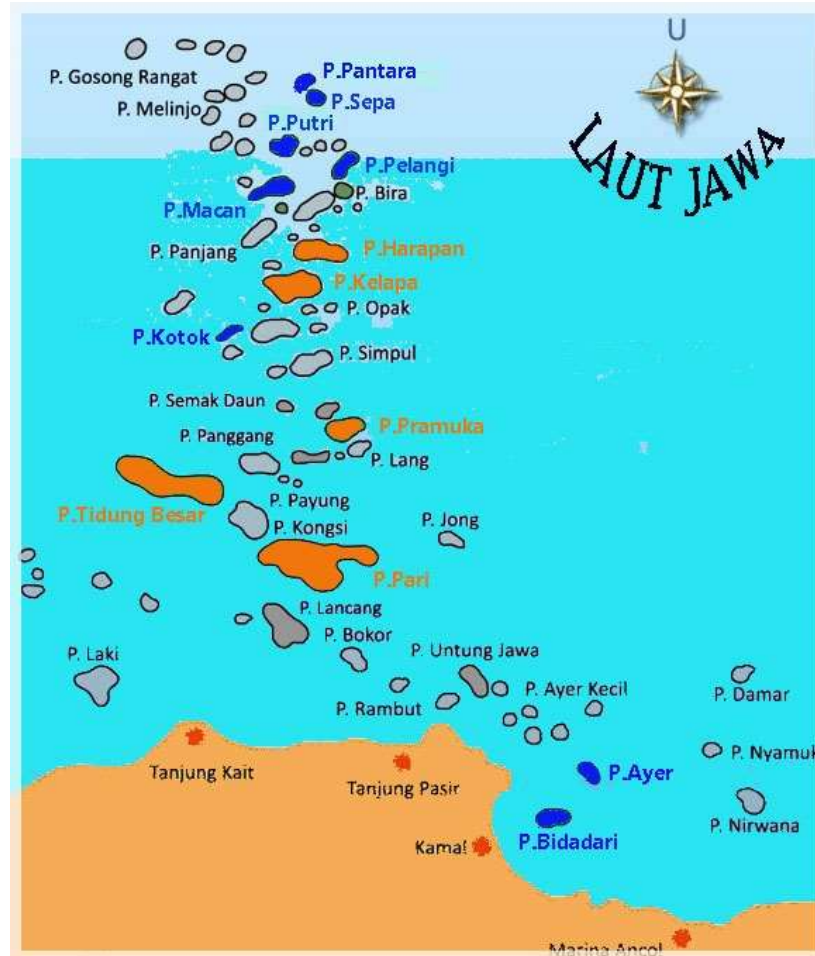 U
LAUT JAWA
P.Pantara
P. Gosong Rangat
P.Sepa
P. Melinjo
P.Putri
P.Pelangi
P. Bira
P.Macan
P. Panjang
P.Harapan
P.Kelapa
P. Opak
P.Kotok
P. Simpul
P. Semak Daun
P.Pramuka
P. Panggang
P. Lang
P. Payung
P.Tidung Besar
P. Kongsi
P. Jong
P.Pari
P. Lancang
P. Bokor
P. Laki
P. Untung Jawa
P. Ayer Kecil
P. Damar
P. Rambut
P. Nyamuk
Tanjung Kait
P.Ayer
Tanjung Pasir
P. Nirwana
P.Bidadari
Kamal
Marina Ancol